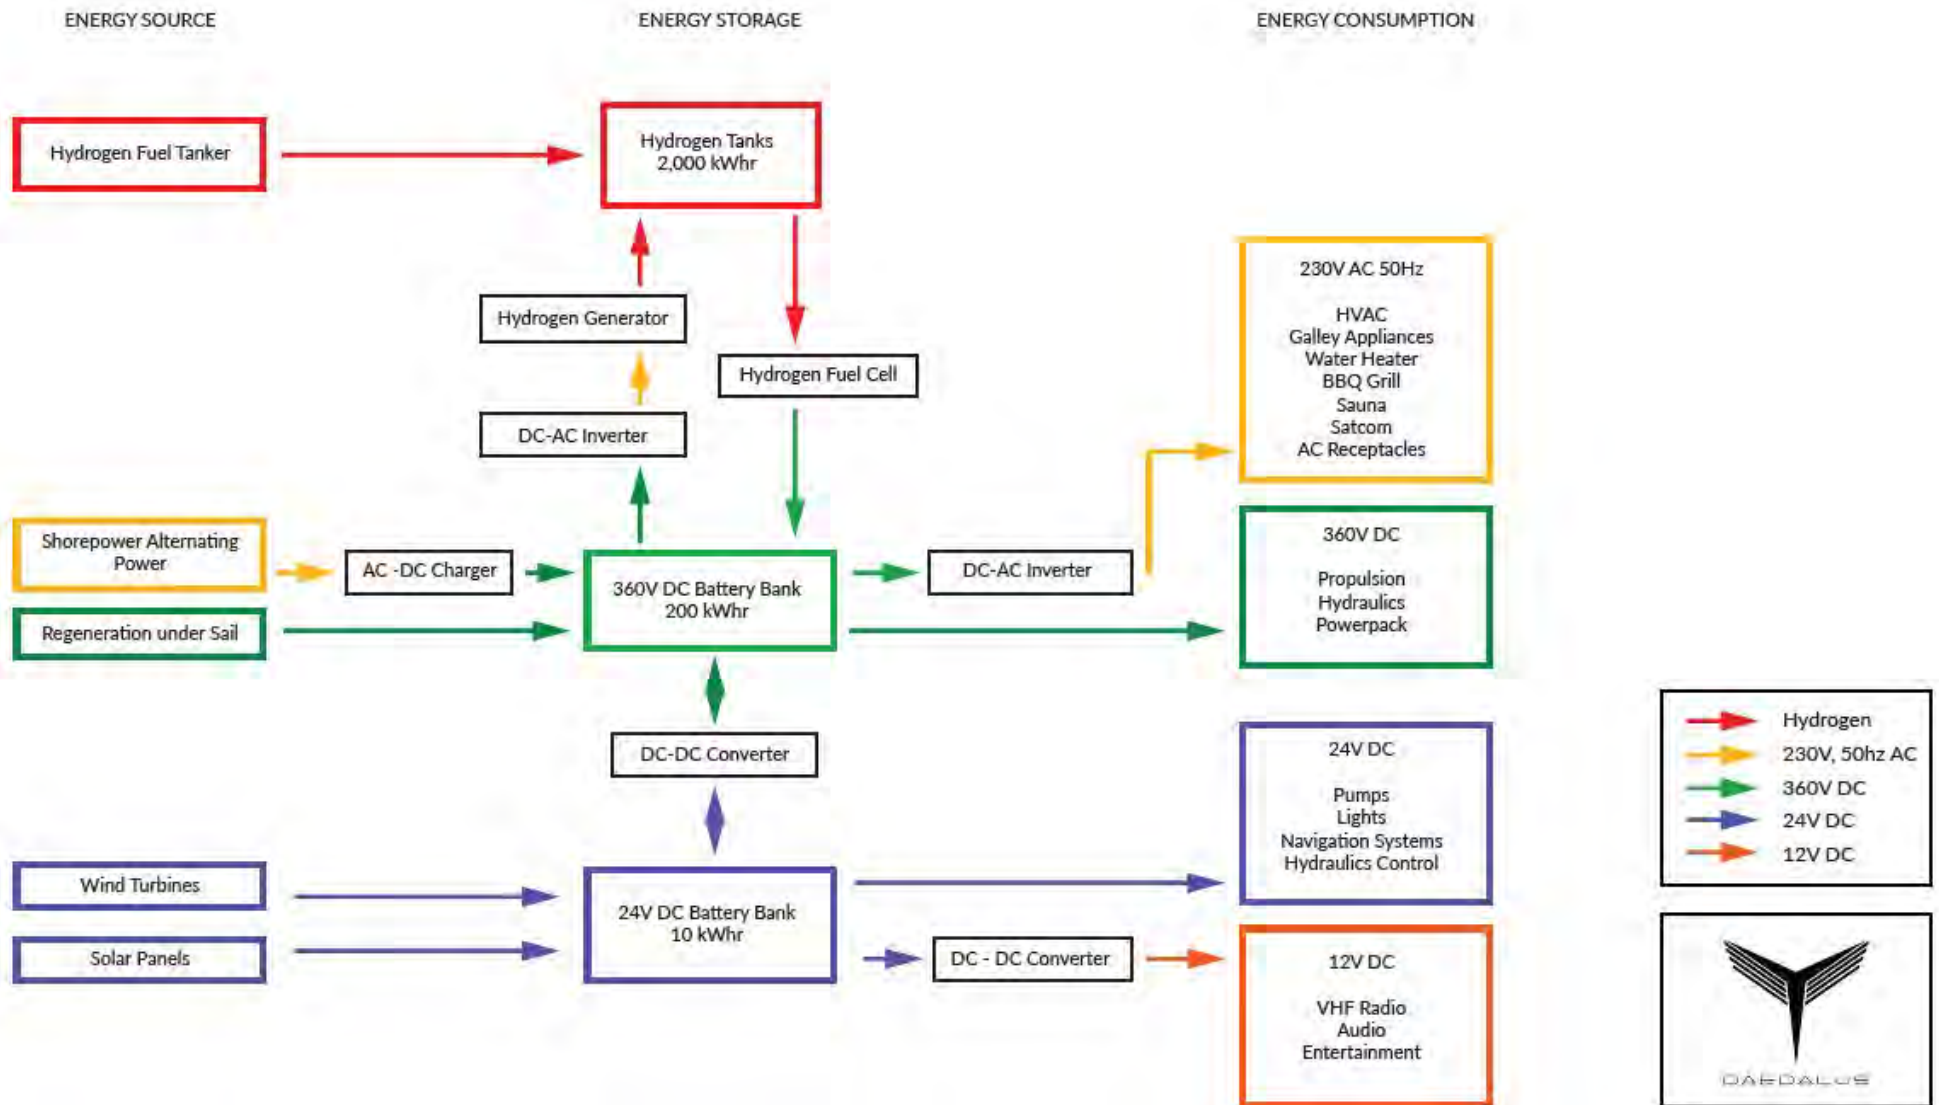 ENERGY SOURCE
ENERGY STORAGE
ENERGY CONSUMPTION
Hydrogen Fuel Tanker
Hydrogen Tanks
2,000 kWhr
Hydrogen Generator
Hydrogen Fuel Cell
DC-AC Inverter
230V AC 50Hz
HVAC
Galley Appliances
Water Heater
BBQ Grill
Sauna
Satcom
AC Receptacles
Shorepower Alternating
Power
AC -DC Charger
360V DC Battery Bank
200 kWhr
DC-AC Inverter
360V DC
Propulsion
Hydraulics
Powerpack
Regeneration under Sail
DC-DC Converter
24V DC
Pumps
Lights
Navigation Systems
Hydraulics Control
Wind Turbines
Solar Panels
24V DC Battery Bank
10 kWhr
DC - DC Converter
12V DC
VHF Radio
Audio
Entertainment
Hydrogen
230V, 50hz AC
360V DC
24V DC
12V DC
DAEDALUS